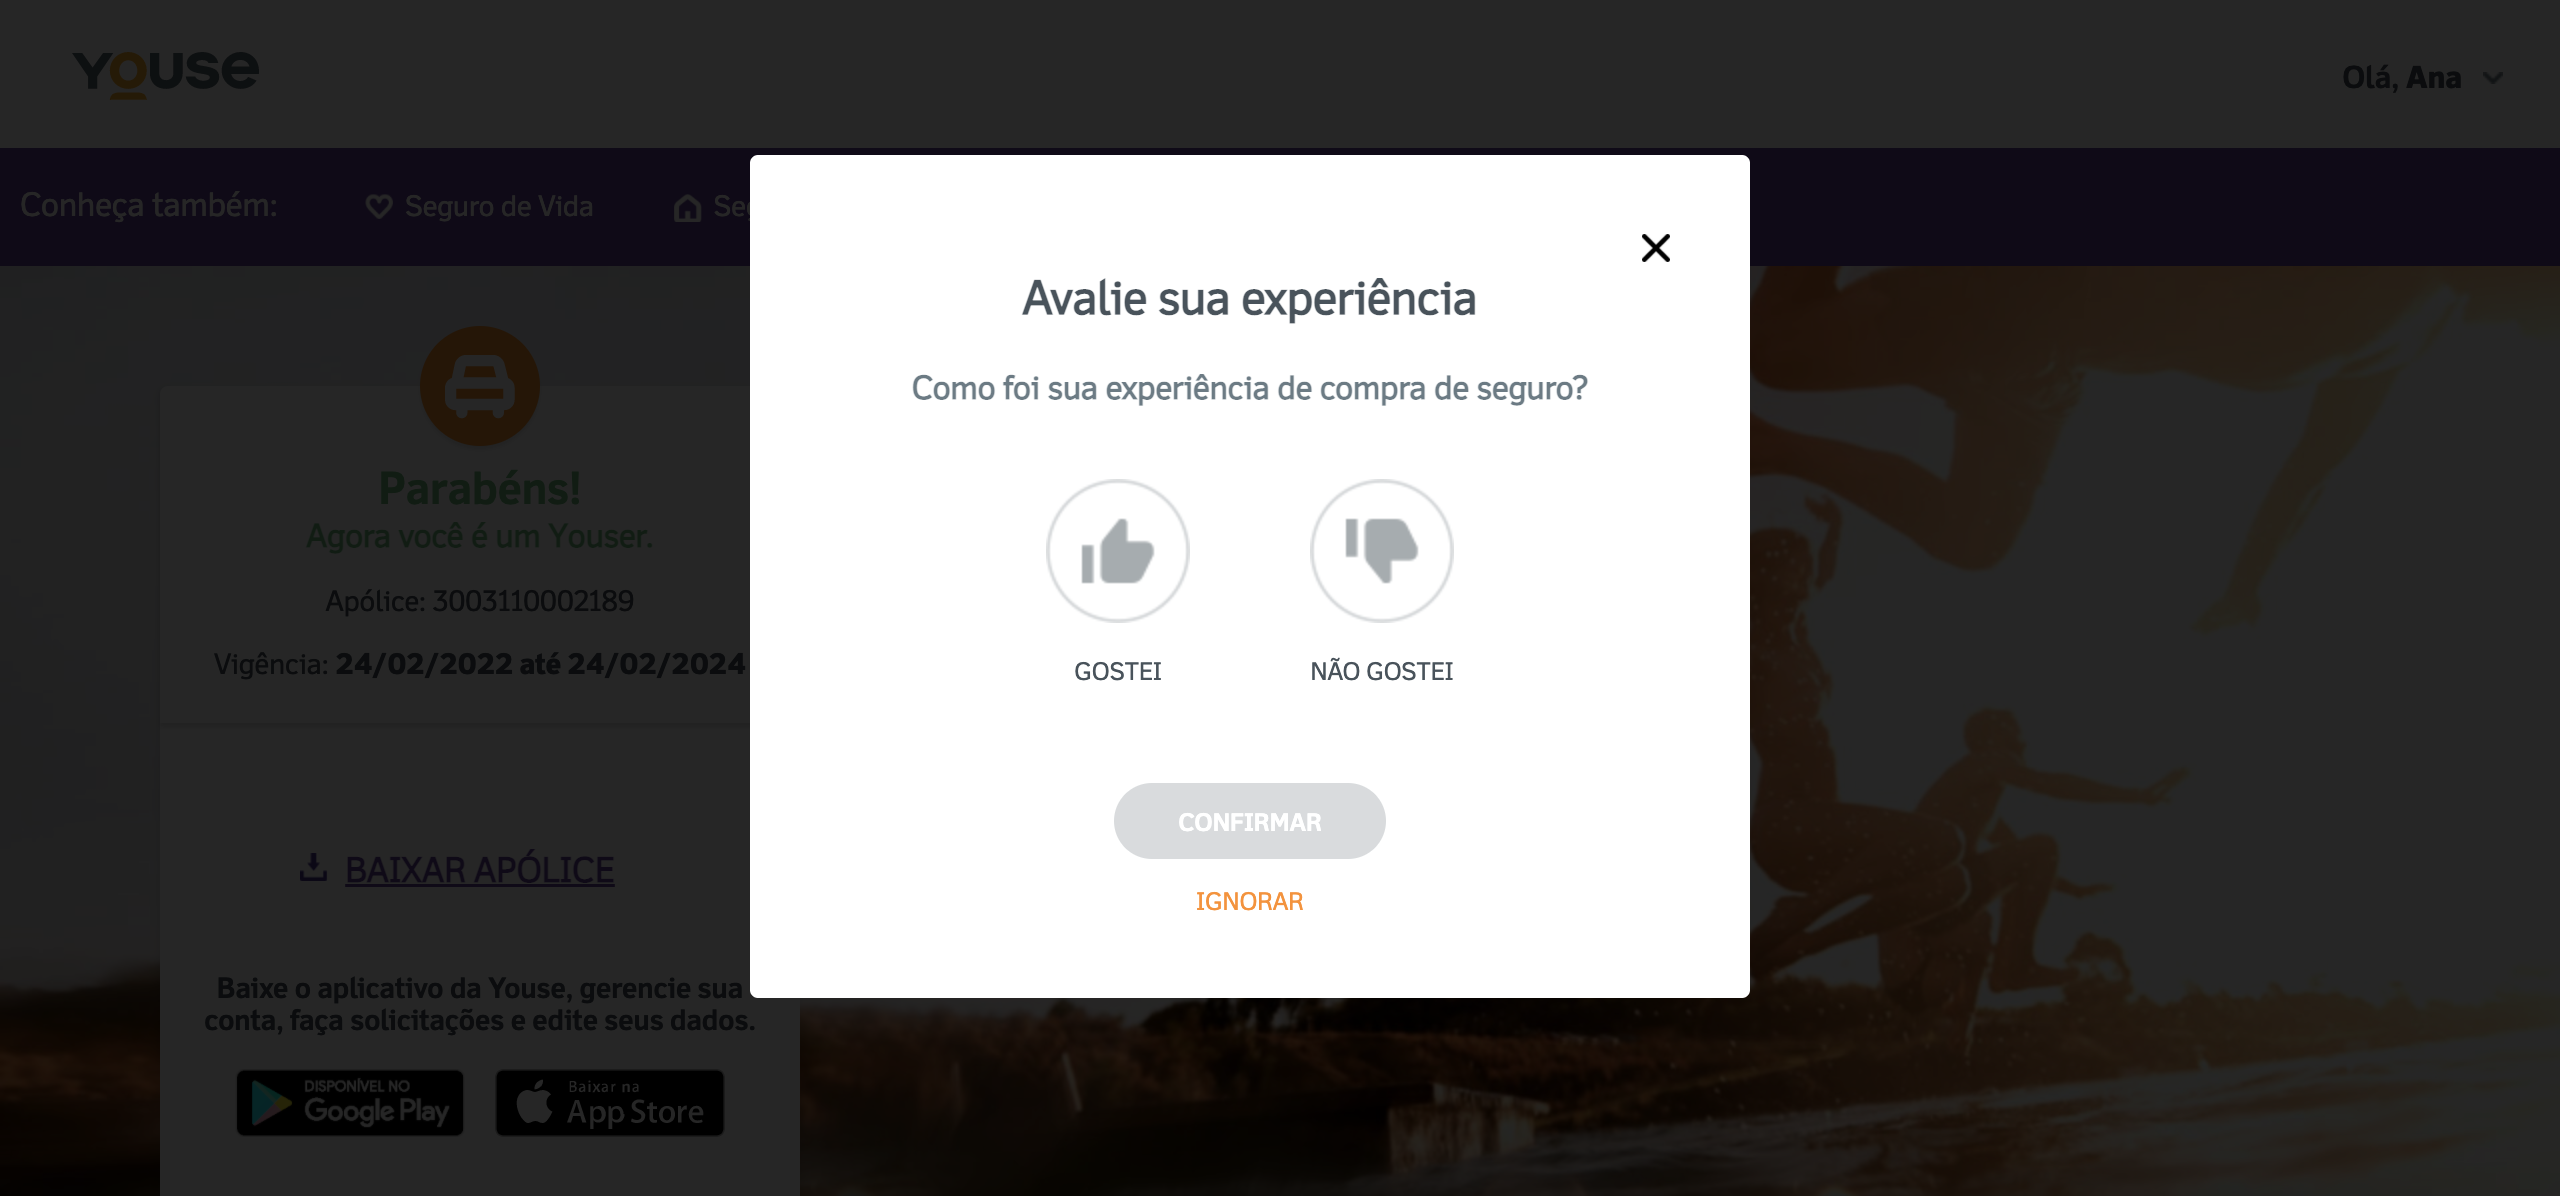 Youse
Olá, Ana
Conheça também:
Seguro de Vida
Avalie sua experiência
Como foi sua experiência de compra de seguro?
GOSTEI
NÃO GOSTEI
CONFIRMAR
IGNORAR
Parabéns!
Agora você é um Youser.
Apólice: 3003110002189
Vigência: 24/02/2022 até 24/02/2024
BAIXAR APÓLICE
Baixe o aplicativo da Youse, gerencie sua
conta, faça solicitações e edite seus dados.
DISPONÍVEL NO
Google Play
Baixar na
App Store